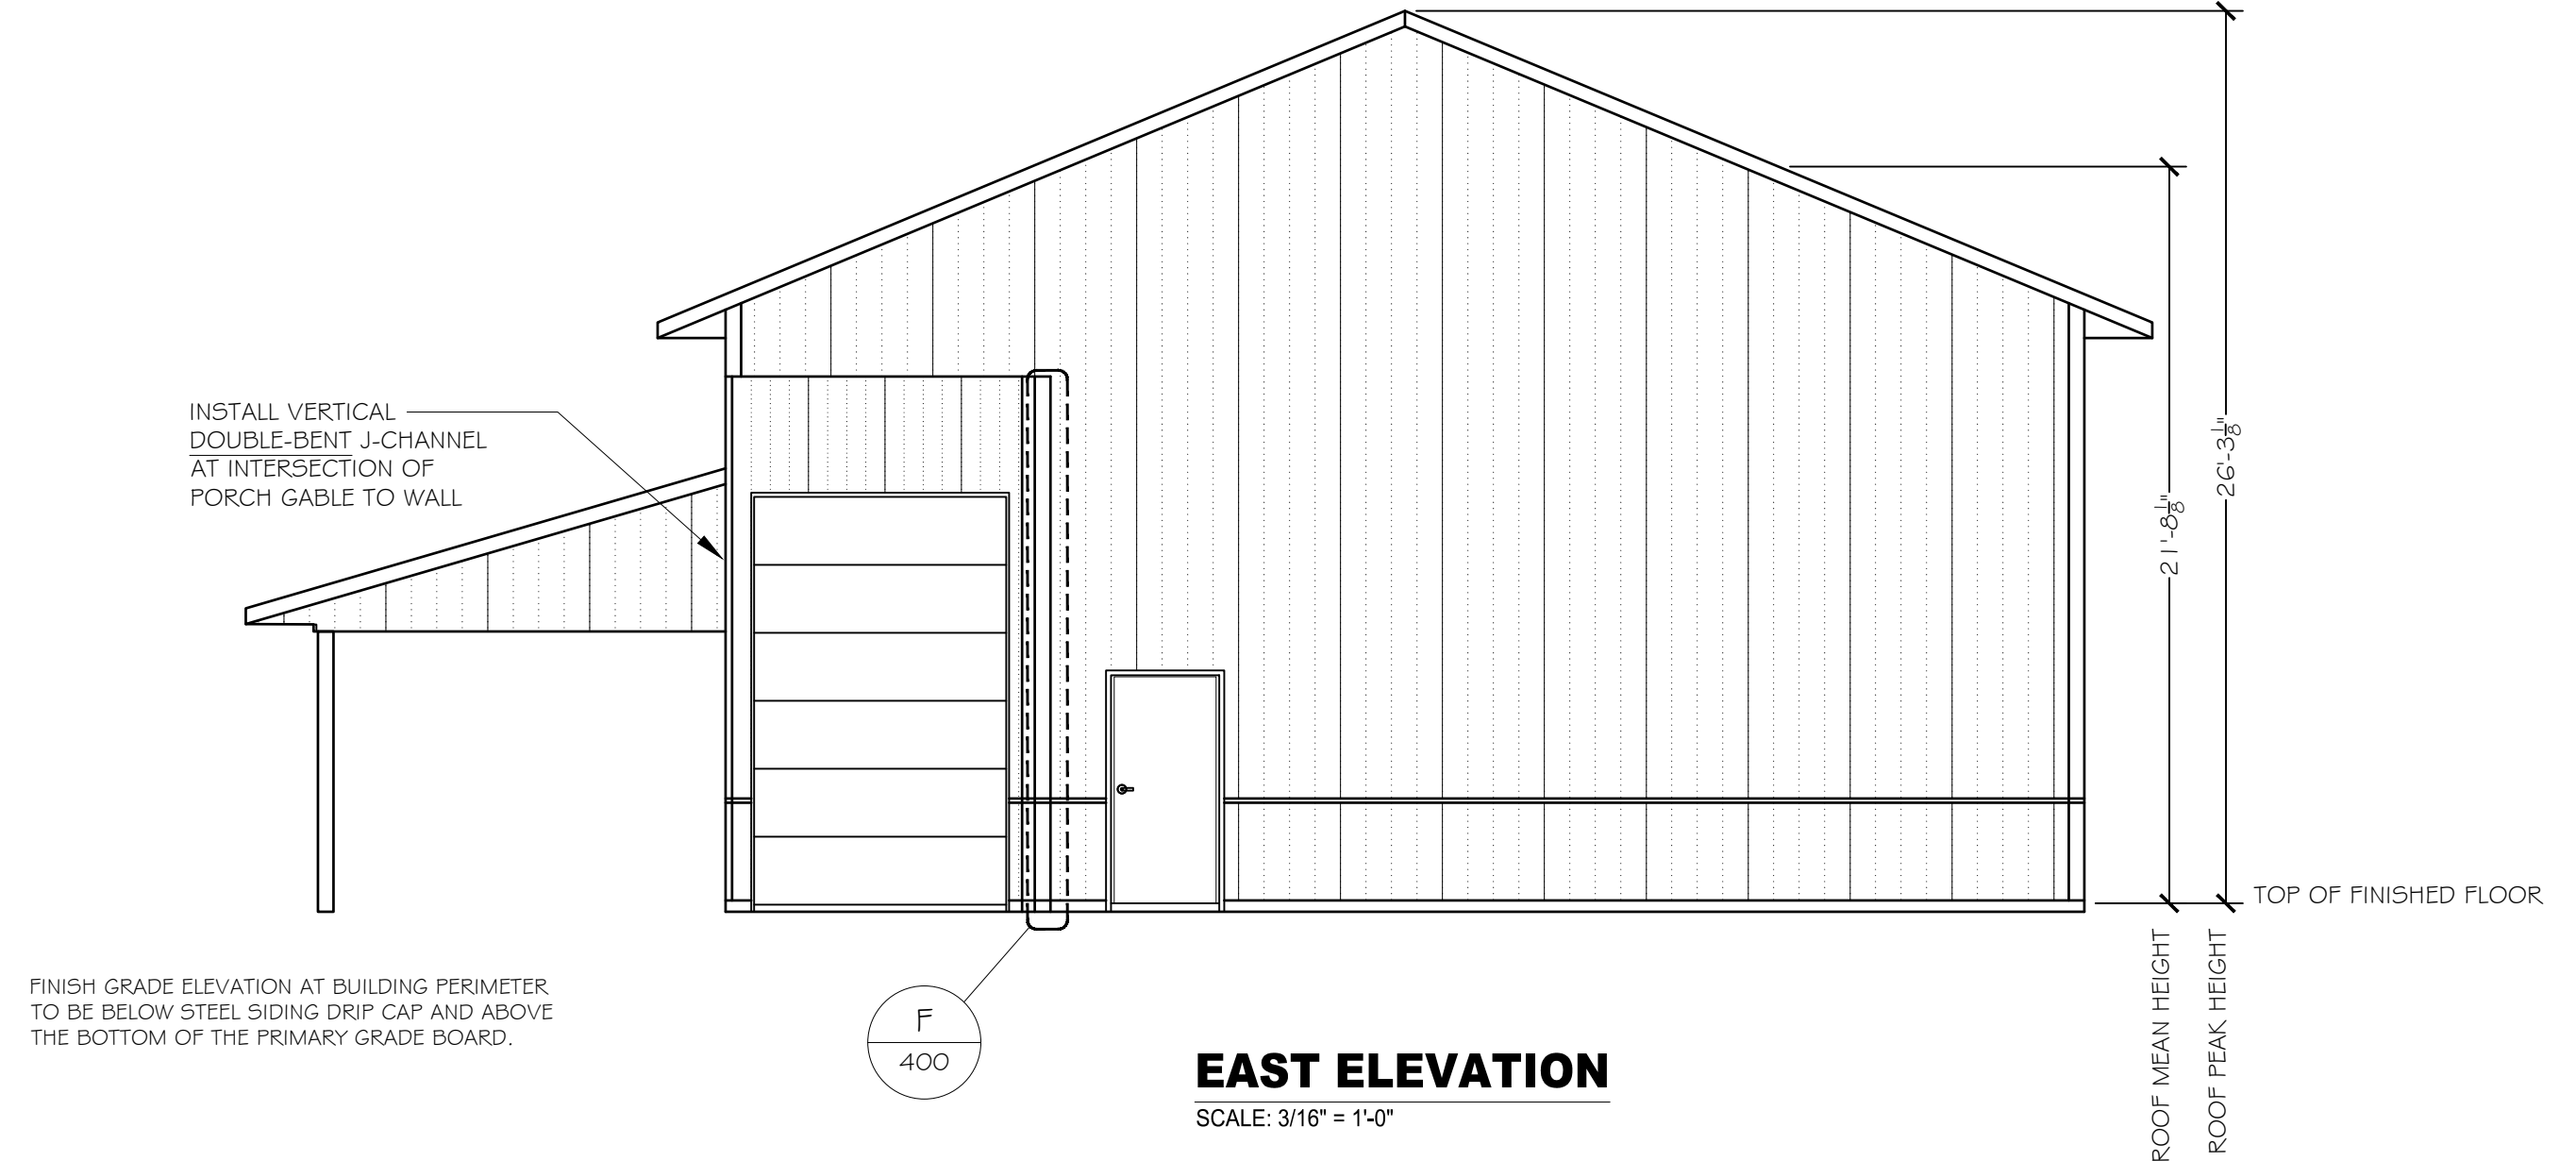 INSTALL VERTICAL
DOUBLE-BENT J-CHANNEL
AT INTERSECTION OF
PORCH GABLE TO WALL
26'-3 1/8"
21'-8 1/8"
TOP OF FINISHED FLOOR
ROOF MEAN HEIGHT
ROOF PEAK HEIGHT
FINISH GRADE ELEVATION AT BUILDING PERIMETER
TO BE BELOW STEEL SIDING DRIP CAP AND ABOVE
THE BOTTOM OF THE PRIMARY GRADE BOARD.
F
400
EAST ELEVATION
SCALE: 3/16" = 1'-0"